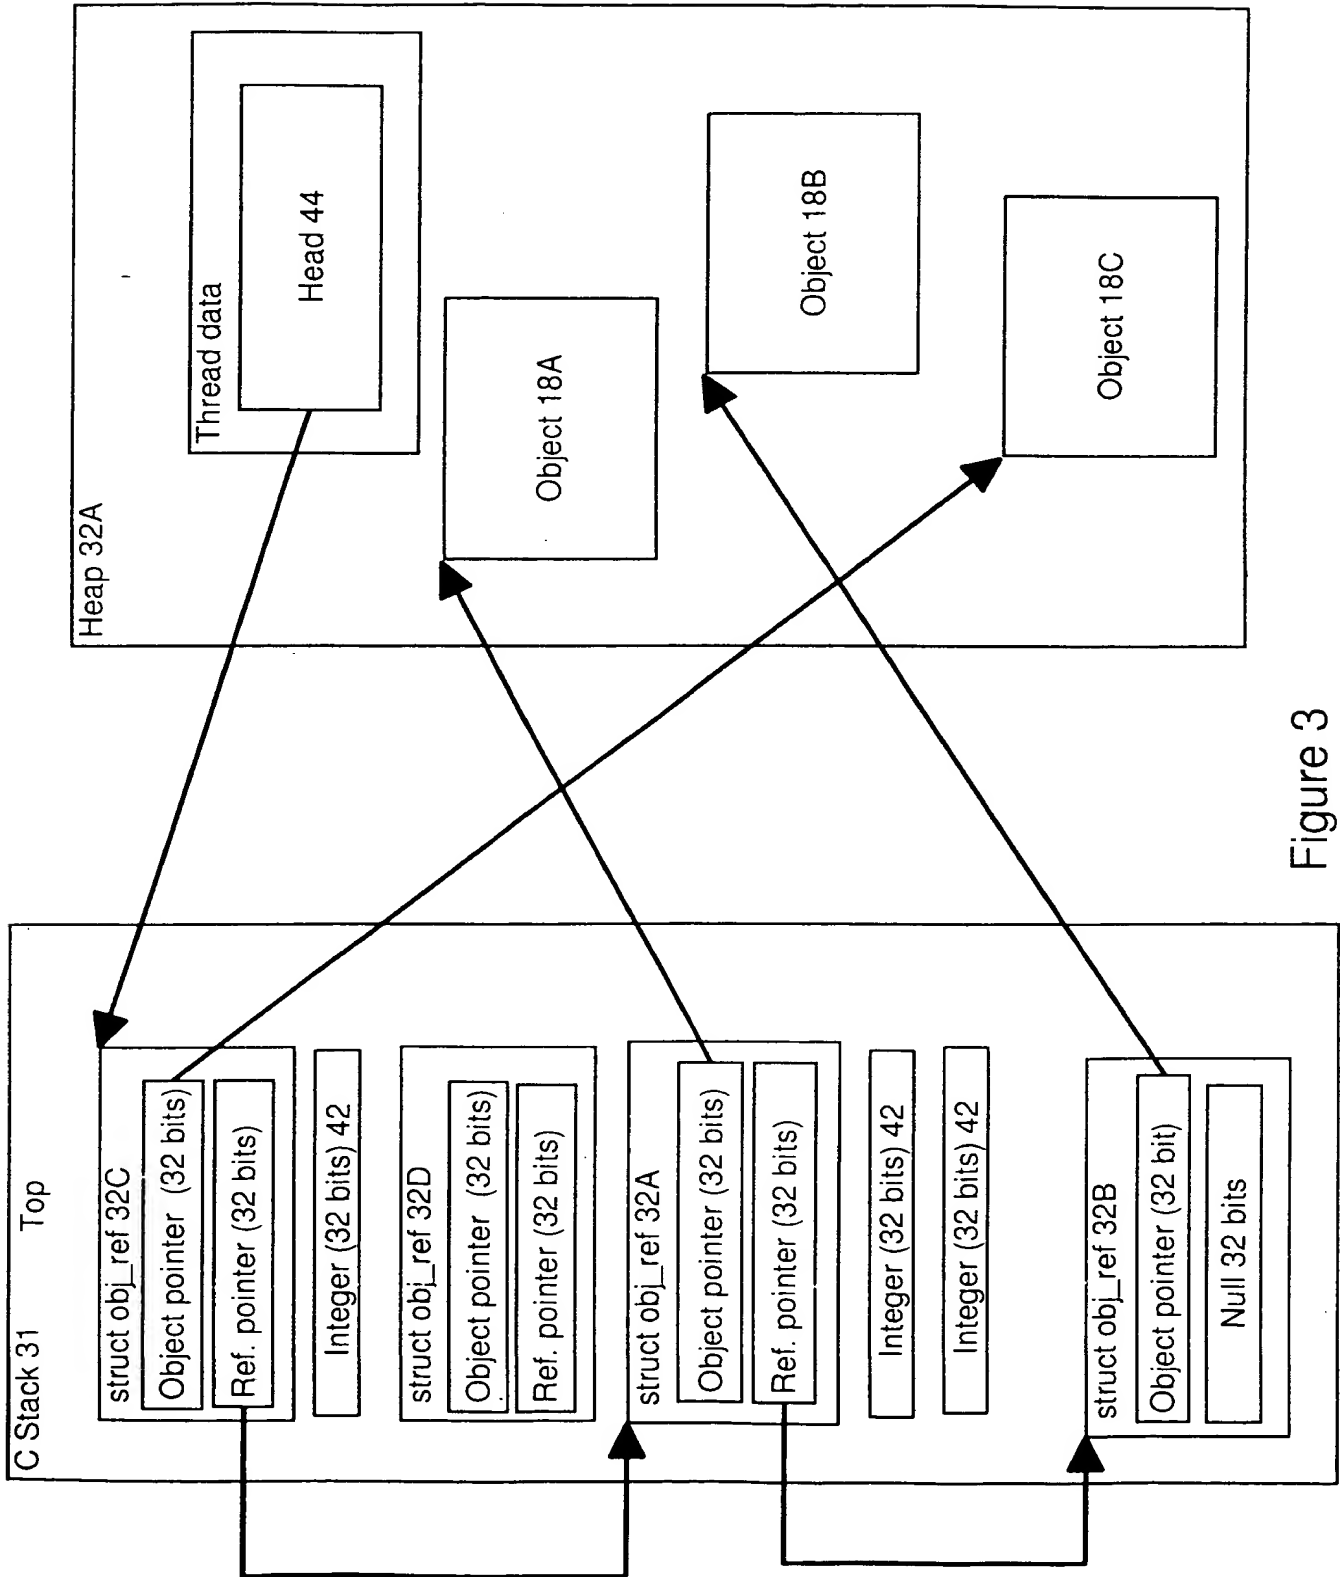 C Stack 31
Top
struct obj_ref 32C
Object pointer (32 bits)
Ref. pointer (32 bits)
Integer (32 bits) 42
struct obj_ref 32D
Object pointer (32 bits)
Ref. pointer (32 bits)
struct obj_ref 32A
Object pointer (32 bits)
Ref. pointer (32 bits)
Integer (32 bits) 42
Integer (32 bits) 42
struct obj_ref 32B
Object pointer (32 bit)
Null 32 bits
Heap 32A
Thread data
Head 44
Object 18A
Object 18B
Object 18C
Figure 3